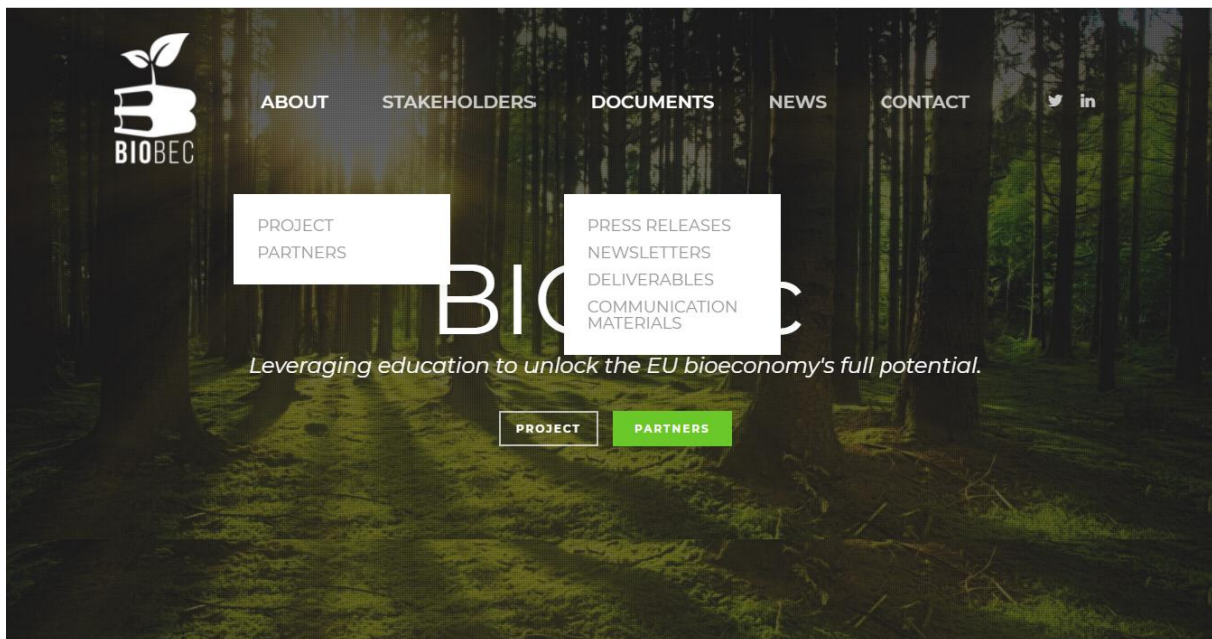 BIOBEC
ABOUT STAKEHOLDERS DOCUMENTS NEWS CONTACT
PROJECT
PARTNERS
PRESS RELEASES
NEWSLETTERS
DELIVERABLES
COMMUNICATION
MATERIALS
Leveraging education to unlock the EU bioeconomy's full potential.
PROJECT PARTNERS